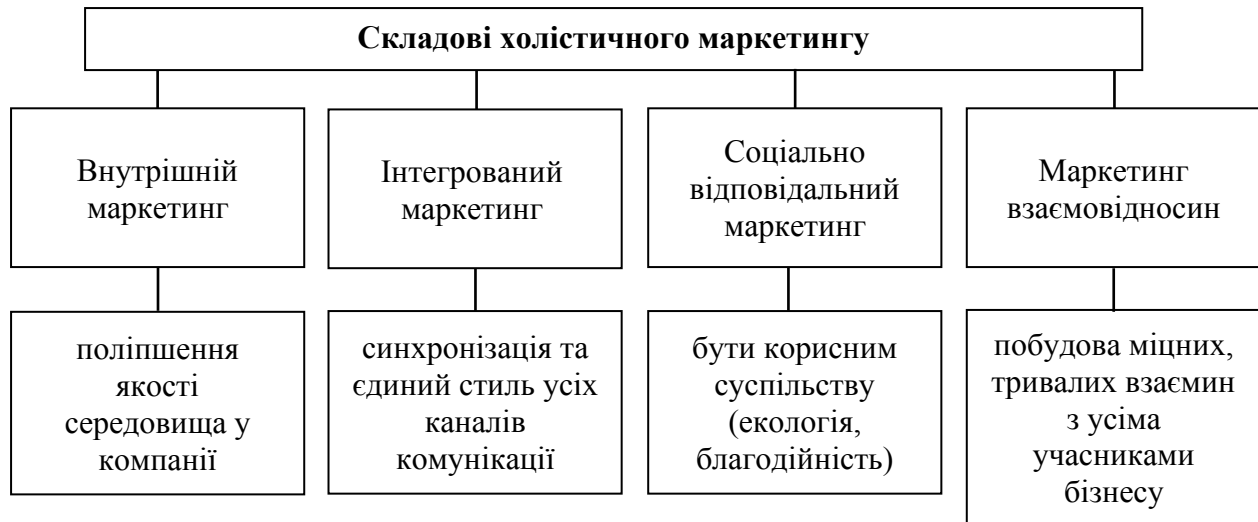 Складові холістичного маркетингу
Внутрішній
маркетинг
Інтегрований
маркетинг
Соціально
відповідальний
маркетинг
Маркетинг
взаємовідносин
поліпшення
якості
середовища у
компанії
синхронізація та
єдиний стиль усіх
каналів
комунікації
бути корисним
суспільству
(екологія,
благодійність)
побудова міцних,
тривалих взаємин
з усіма
учасниками
бізнесу